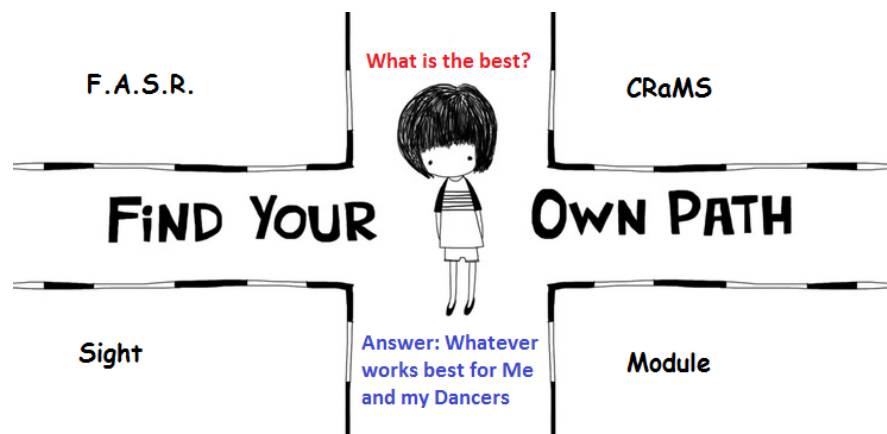 What is the best?
F.A.S.R.
CRaMS
FiND YOUR OWN PATH
Sight
Answer: Whatever
works best for Me
and my Dancers
Module